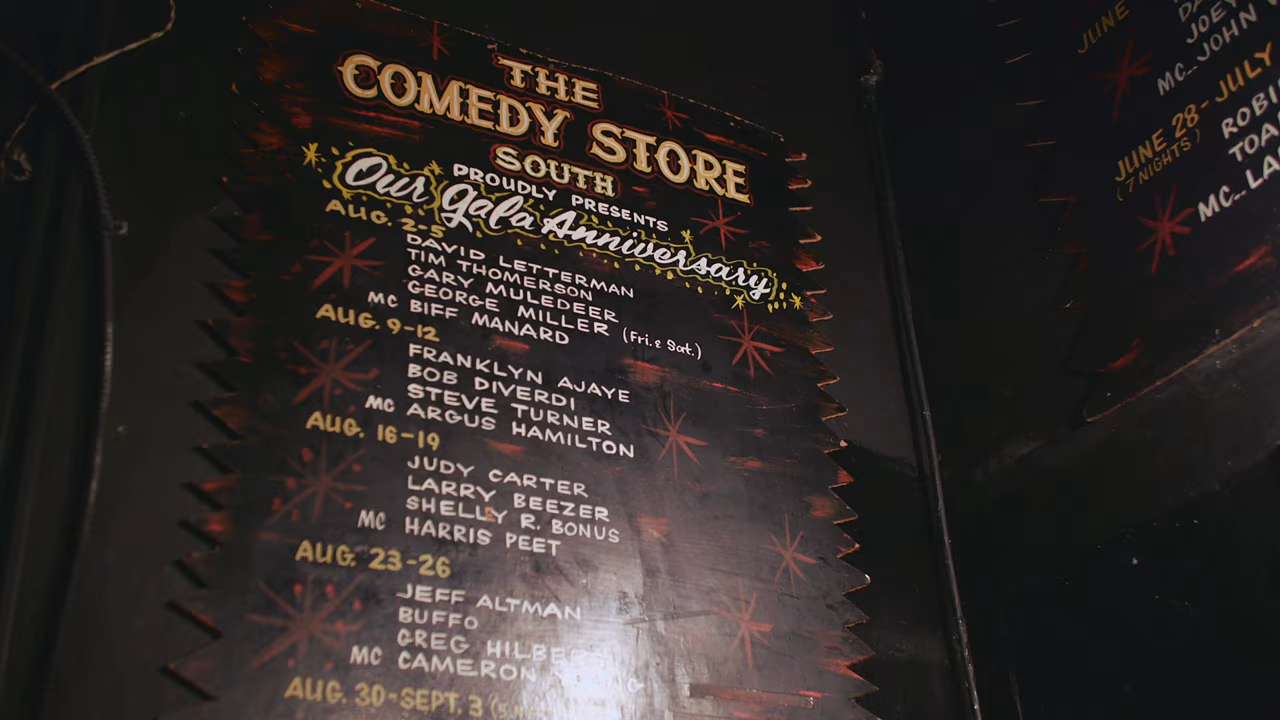 THE
COMEDY STORE
SOUTH
PROUDLY PRESENTS
Our Gala Anniversary
AUG. 2-5
DAVID LETTERMAN
TIM THOMERSON
GARY MULEDEER
GEORGE MILLER (Fri. & Sat.)
MC BIFF MANARD
AUG. 9-12
FRANKLYN AJAYE
BOB DIVERDI
STEVE TURNER
MC ARGUS HAMILTON
AUG. 16-19
JUDY CARTER
LARRY BEEZER
SHELLY R. BONUS
MC HARRIS PEET
AUG. 23-26
JEFF ALTMAN
BUFFO
GREG
MC CAMERON
AUG. 30-SEPT. 3
JUNE
JOEY
MC_JOHN
JUNE 28-JULY
(7 NIGHTS)
MC_